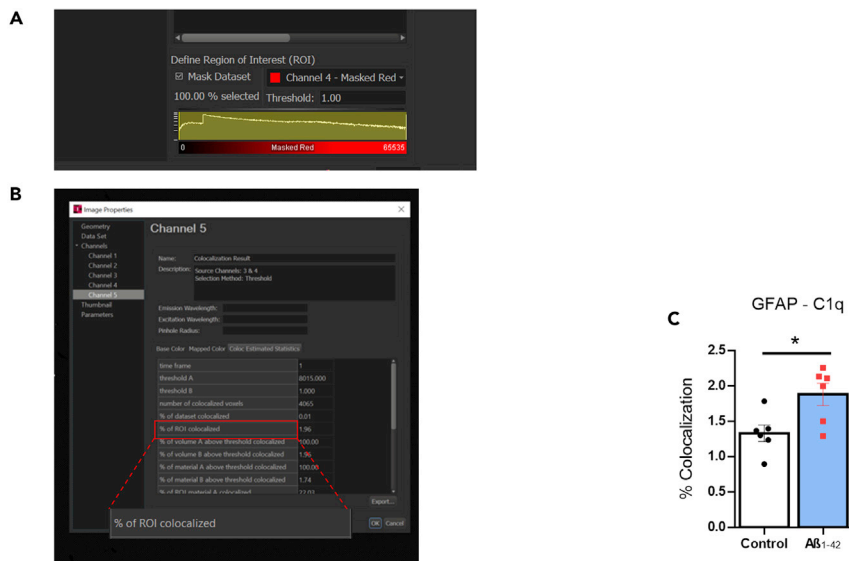 A
Define Region of Interest (ROI)
Mask Dataset
Channel 4 - Masked Red
100.00 % selected Threshold: 1.00
0 Masked Red 65535
B
Image Properties
Geometry
Data Set
Channels
Channel 1
Channel 2
Channel 3
Channel 4
Channel 5
Thumbnail
Parameters
Channel 5
Name: Colocalization Result
Description: Source Channels: 3 & 4
Selection Method: Threshold
Emission Wavelength:
Excitation Wavelength:
Pinhole Radius:
Base Color Mapped Color Coloc Estimated Statistics
time frame 1
threshold A 8015.000
threshold B 1.000
number of colocalized voxels 4065
% of dataset colocalized 0.01
% of ROI colocalized 1.96
% of volume A above threshold colocalized 100.00
% of volume B above threshold colocalized 1.96
% of material A above threshold colocalized 100.00
% of material B above threshold colocalized 1.74
% of ROI material A colocalized
Export...
OK Cancel
% of ROI colocalized
C
GFAP - C1q
*
% Colocalization
2.5
2.0
1.5
1.0
0.5
0.0
Control Aß1-42